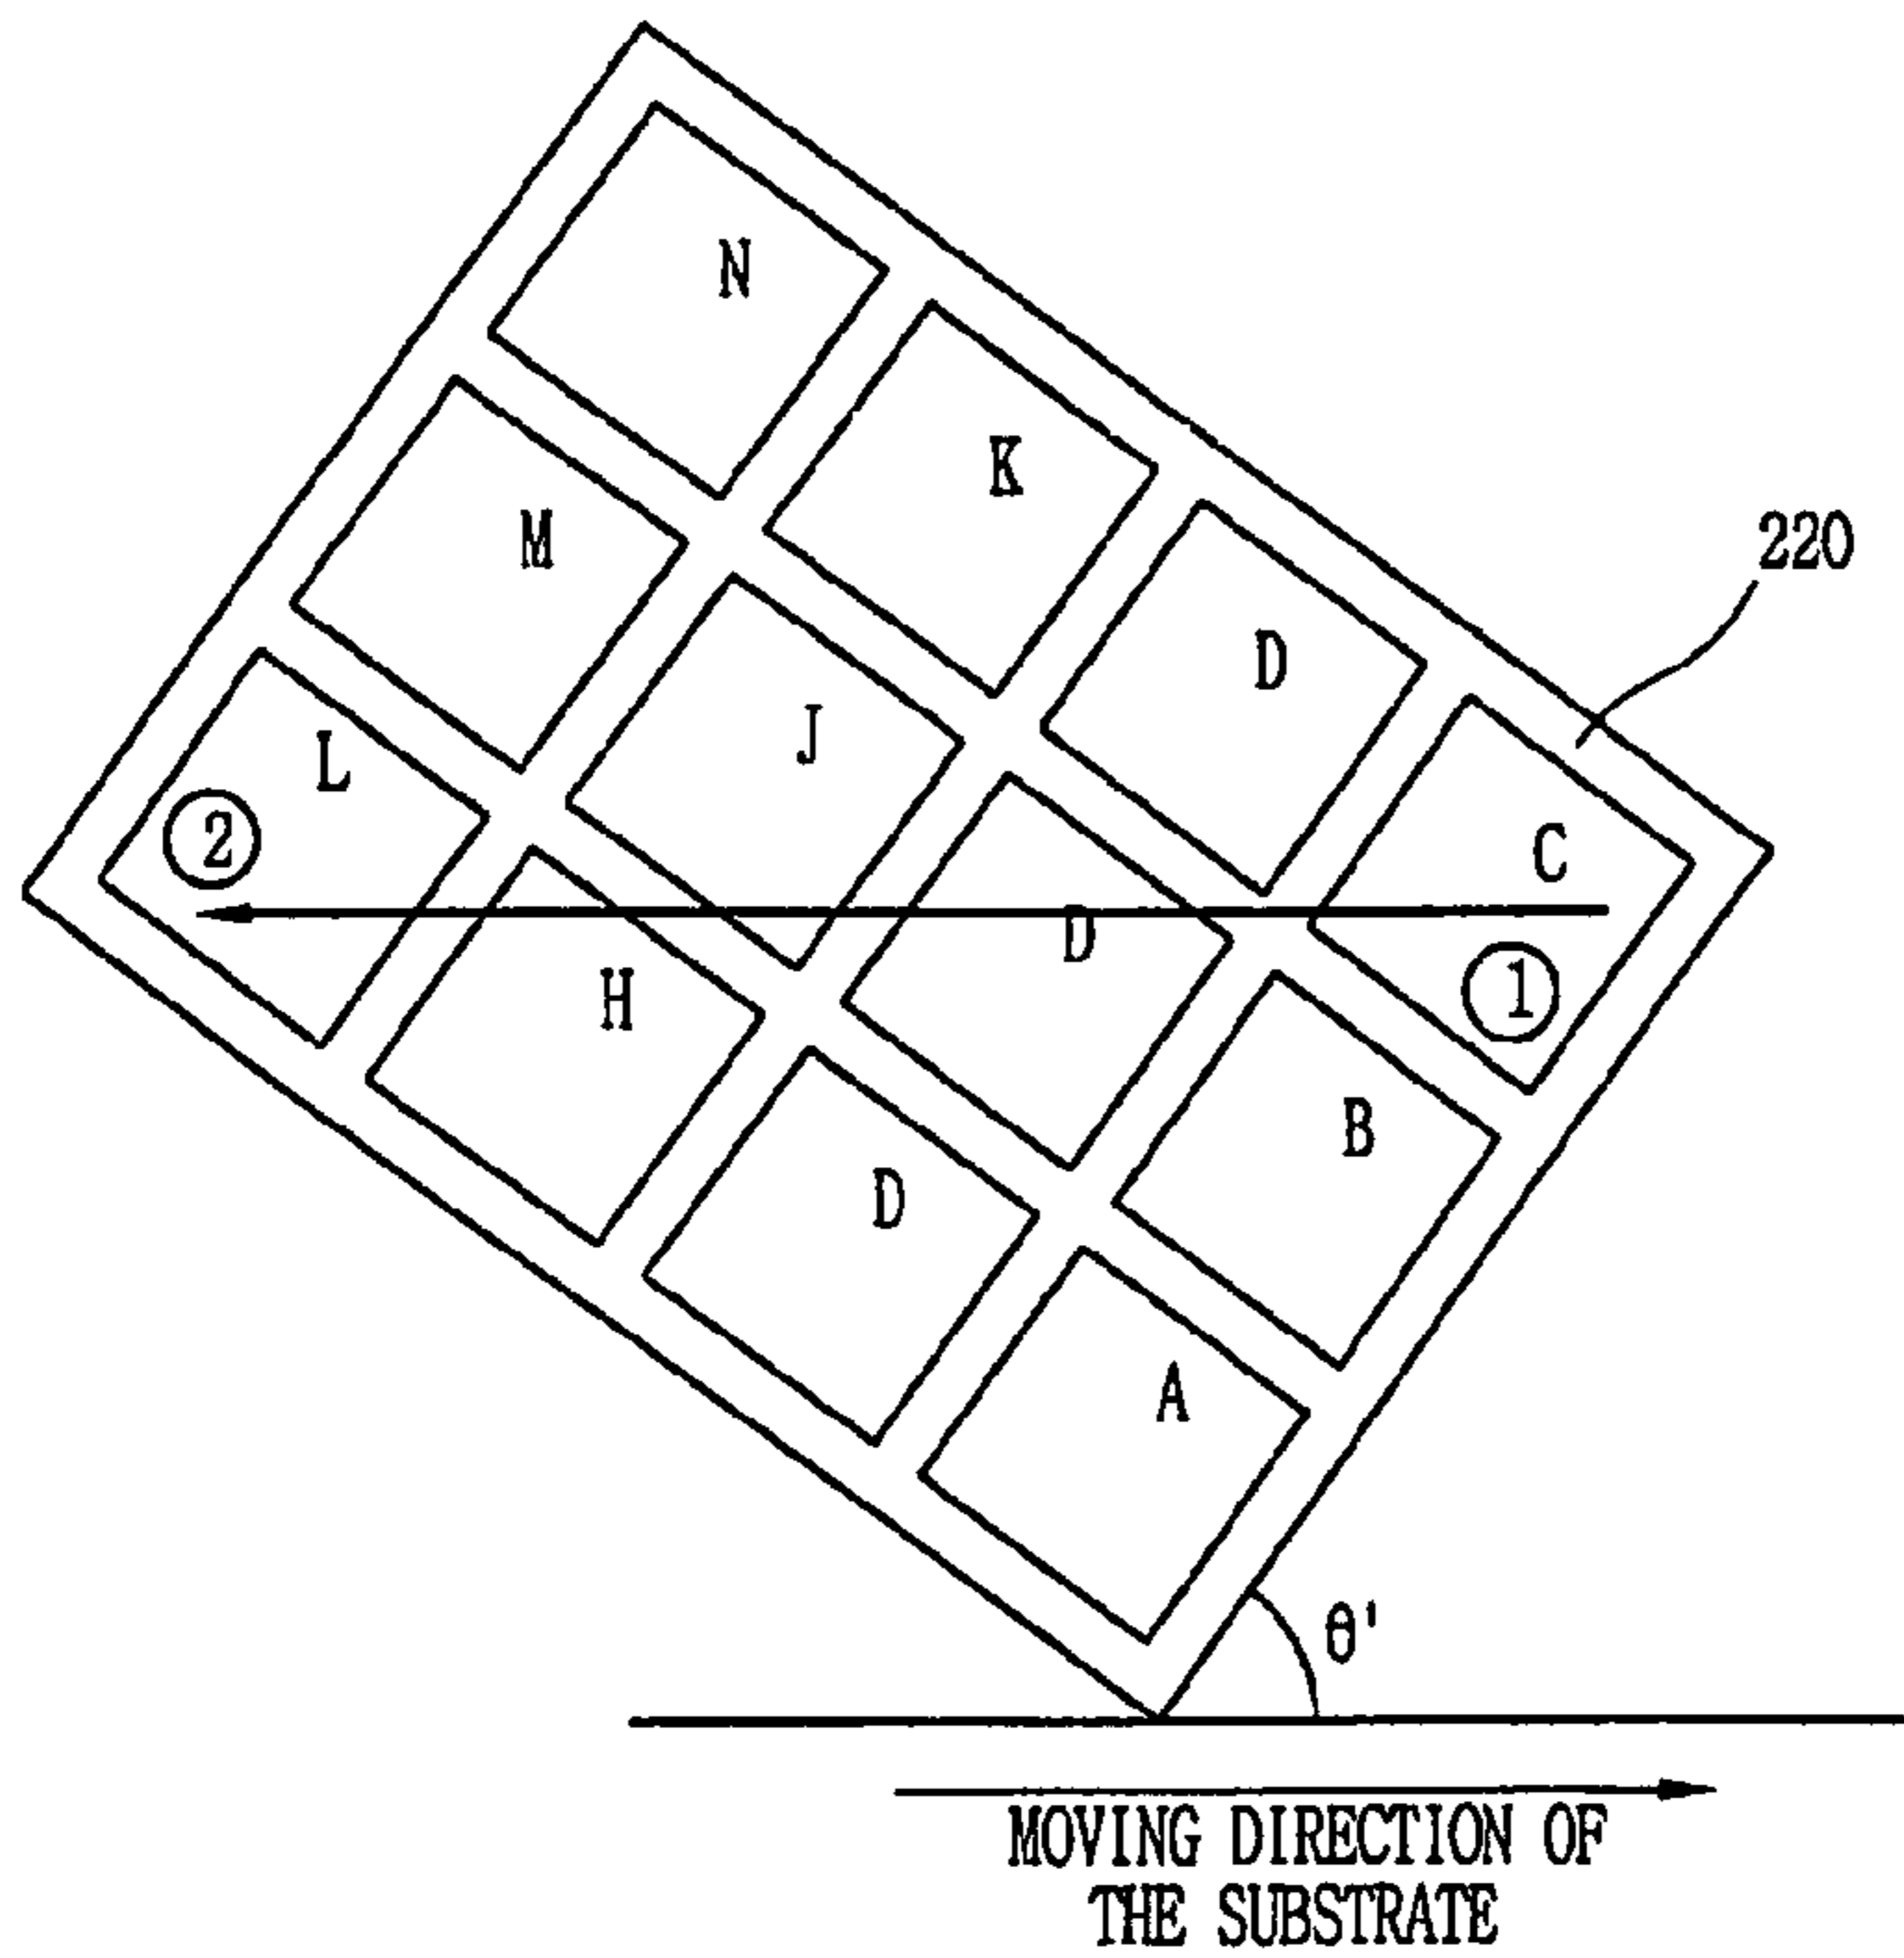 N
K
220
M
D
J
L
C
②
D
①
H
B
D
A
θ'
MOVING DIRECTION OF
THE SUBSTRATE